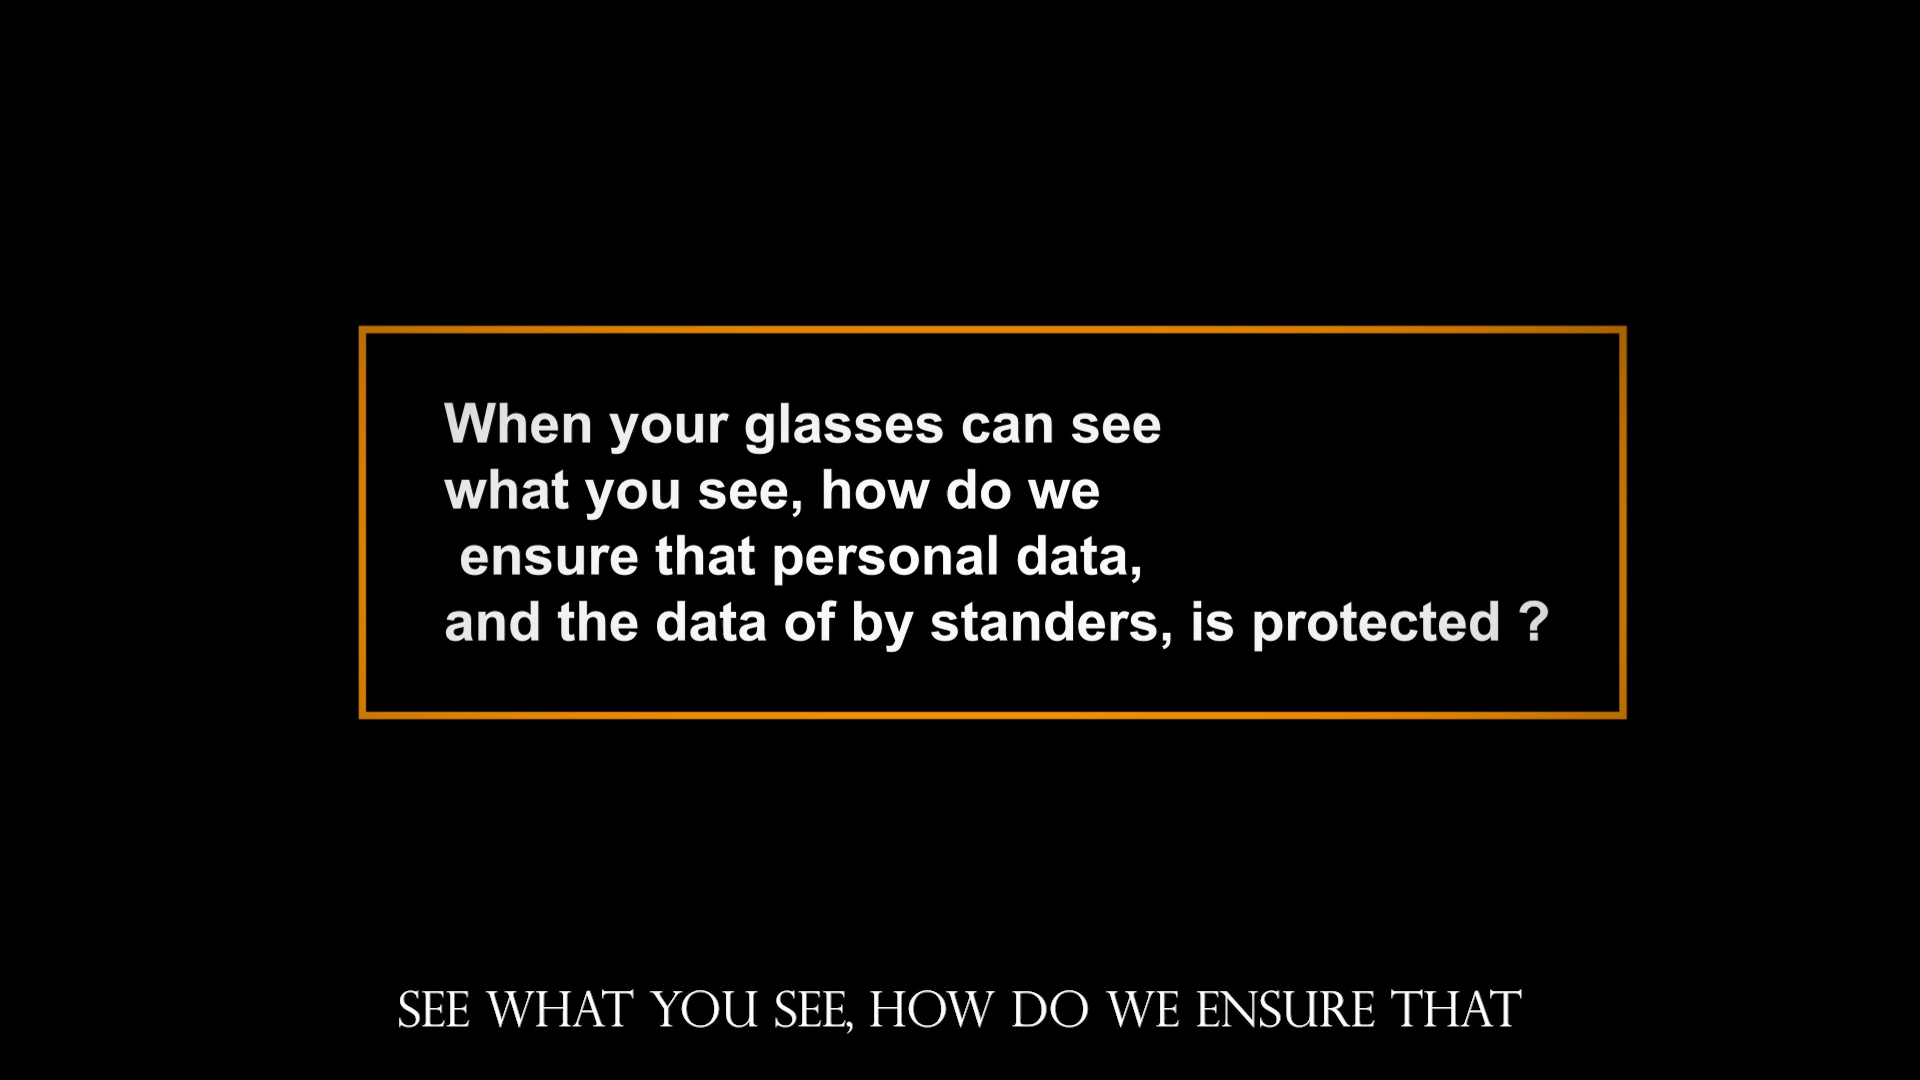 When your glasses can see
what you see, how do we
ensure that personal data,
and the data of by standers, is protected ?
SEE WHAT YOU SEE, HOW DO WE ENSURE THAT